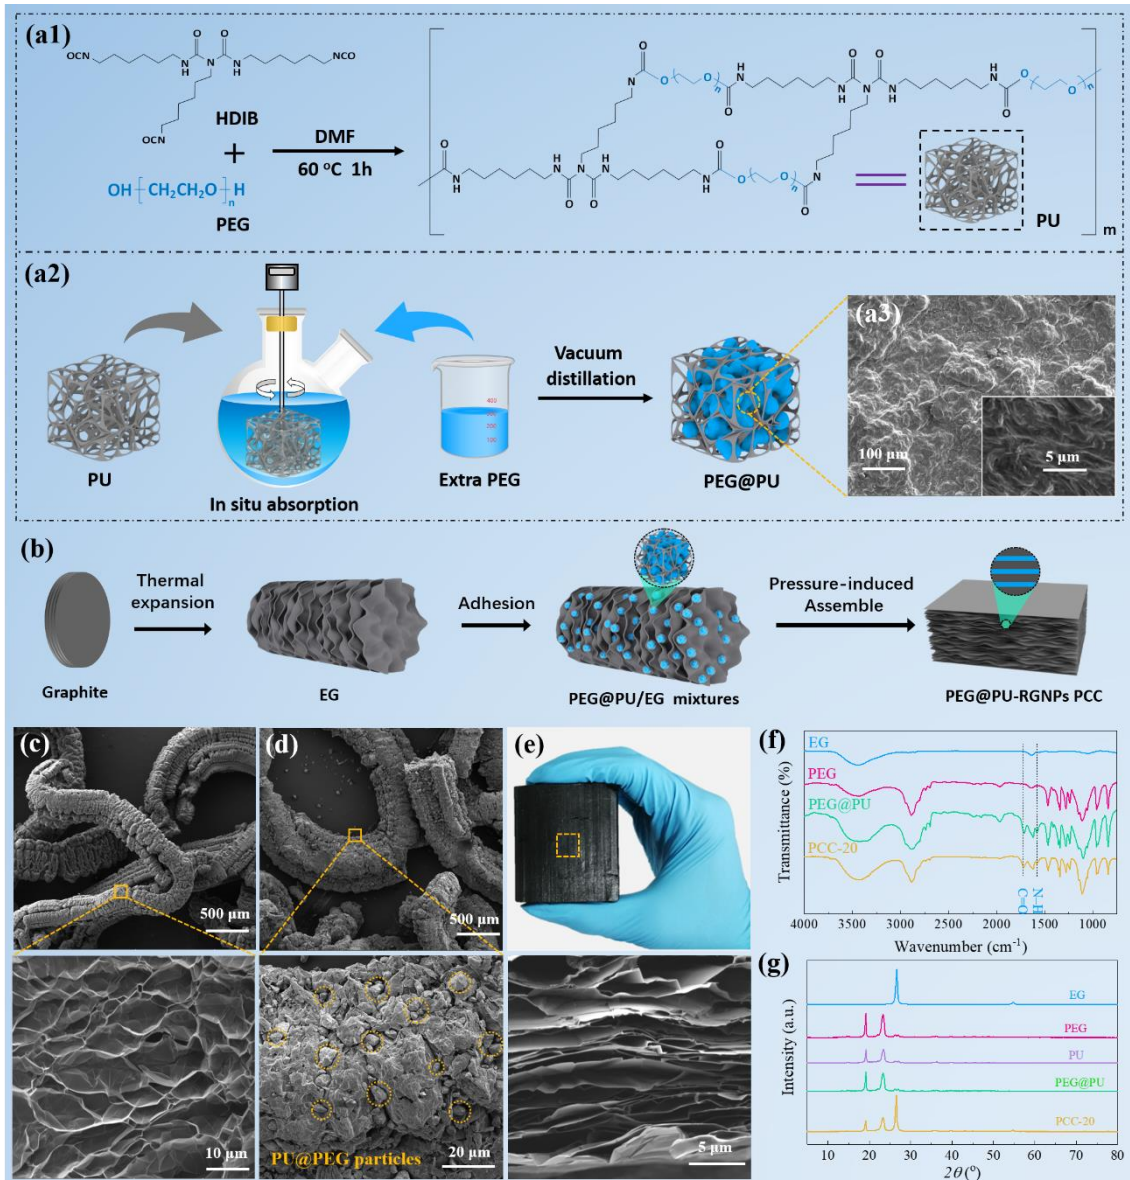 (a1)
OCN
H
N
O
O
N
N
H
H
N
NCO
OCN
HDIB
+
OH[CH₂CH₂O]H
n
PEG
DMF
60 °C 1h
PU
m
(a2)
PU
In situ absorption
400
300
200
100
Extra PEG
Vacuum
distillation
PEG@PU
(a3)
100 μm
5 μm
(b)
Graphite
Thermal
expansion
EG
Adhesion
PEG@PU/EG mixtures
Pressure-induced
Assemble
PEG@PU-RGNPs PCC
(c)
500 μm
10 μm
(d)
500 μm
PU@PEG particles
20 μm
(e)
5 μm
(f)
EG
PEG
PEG@PU
PCC-20
C=O
N-H
Transmittance (%)
4000 3500 3000 2500 2000 1500 1000
Wavenumber (cm⁻¹)
(g)
EG
PEG
PU
PEG@PU
PCC-20
Intensity (a.u.)
10 20 30 40 50 60 70 80
2θ (°)